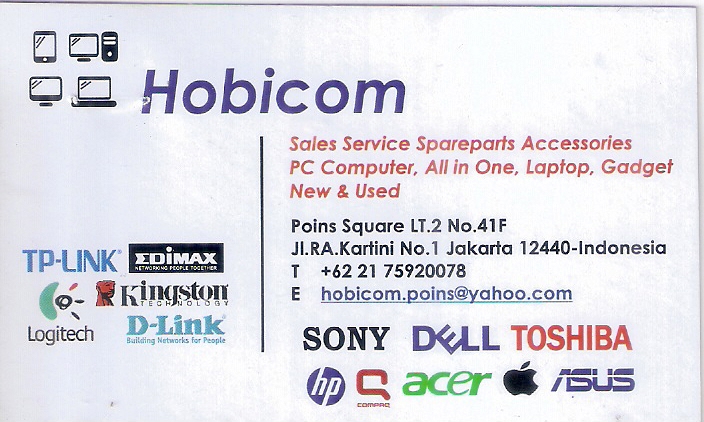 Hobicom
Sales Service Spareparts Accessories
PC Computer, All in One, Laptop, Gadget
New & Used
Poins Square LT.2 No.41F
Jl.RA.Kartini No.1 Jakarta 12440-Indonesia
T +62 21 75920078
E hobicom.poins@yahoo.com
TP-LINK
EDIMAX
NETWORKING PEOPLE TOGETHER
Kingston
TECHNOLOGY
Logitech
D-Link
Building Networks for People
SONY DELL TOSHIBA
hp COMPAQ acer ASUS